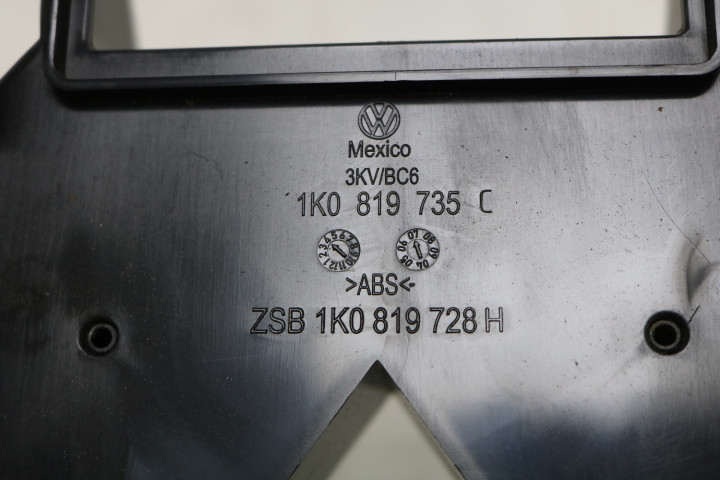 Mexico
3KV/BC6
1K0 819 735 C
>ABS<
ZSB 1K0 819 728 H